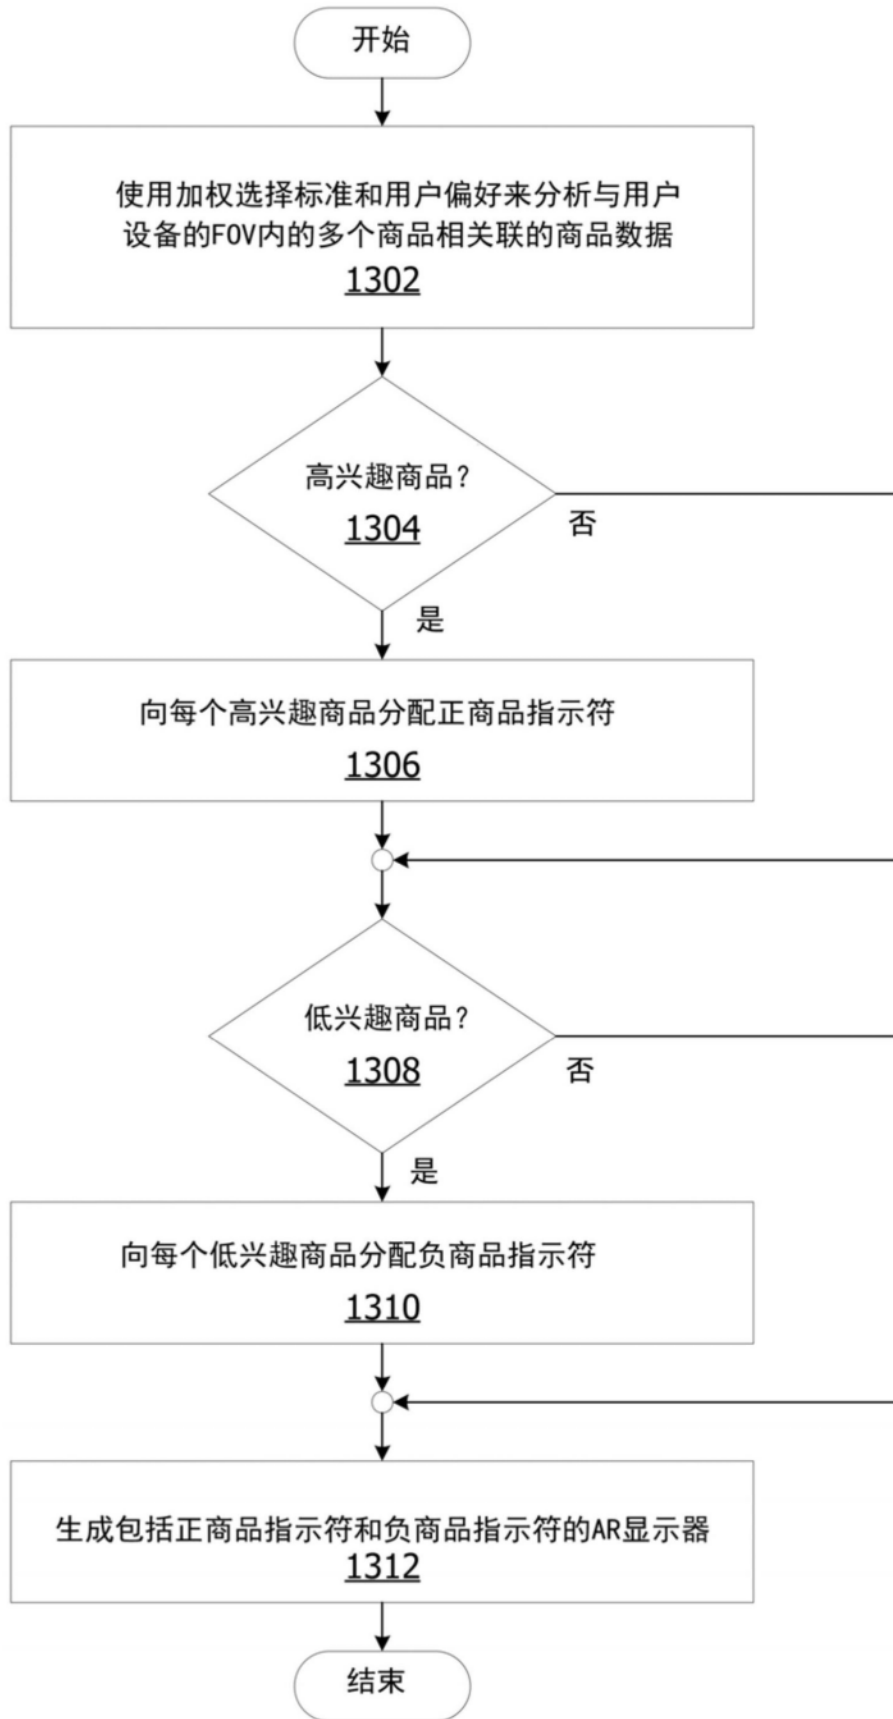 开始
使用加权选择标准和用户偏好来分析与用户
设备的FOV内的多个商品相关联的商品数据
1302
高兴趣商品?
1304
否
是
向每个高兴趣商品分配正商品指示符
1306
低兴趣商品?
1308
否
是
向每个低兴趣商品分配负商品指示符
1310
生成包括正商品指示符和负商品指示符的AR显示器
1312
结束